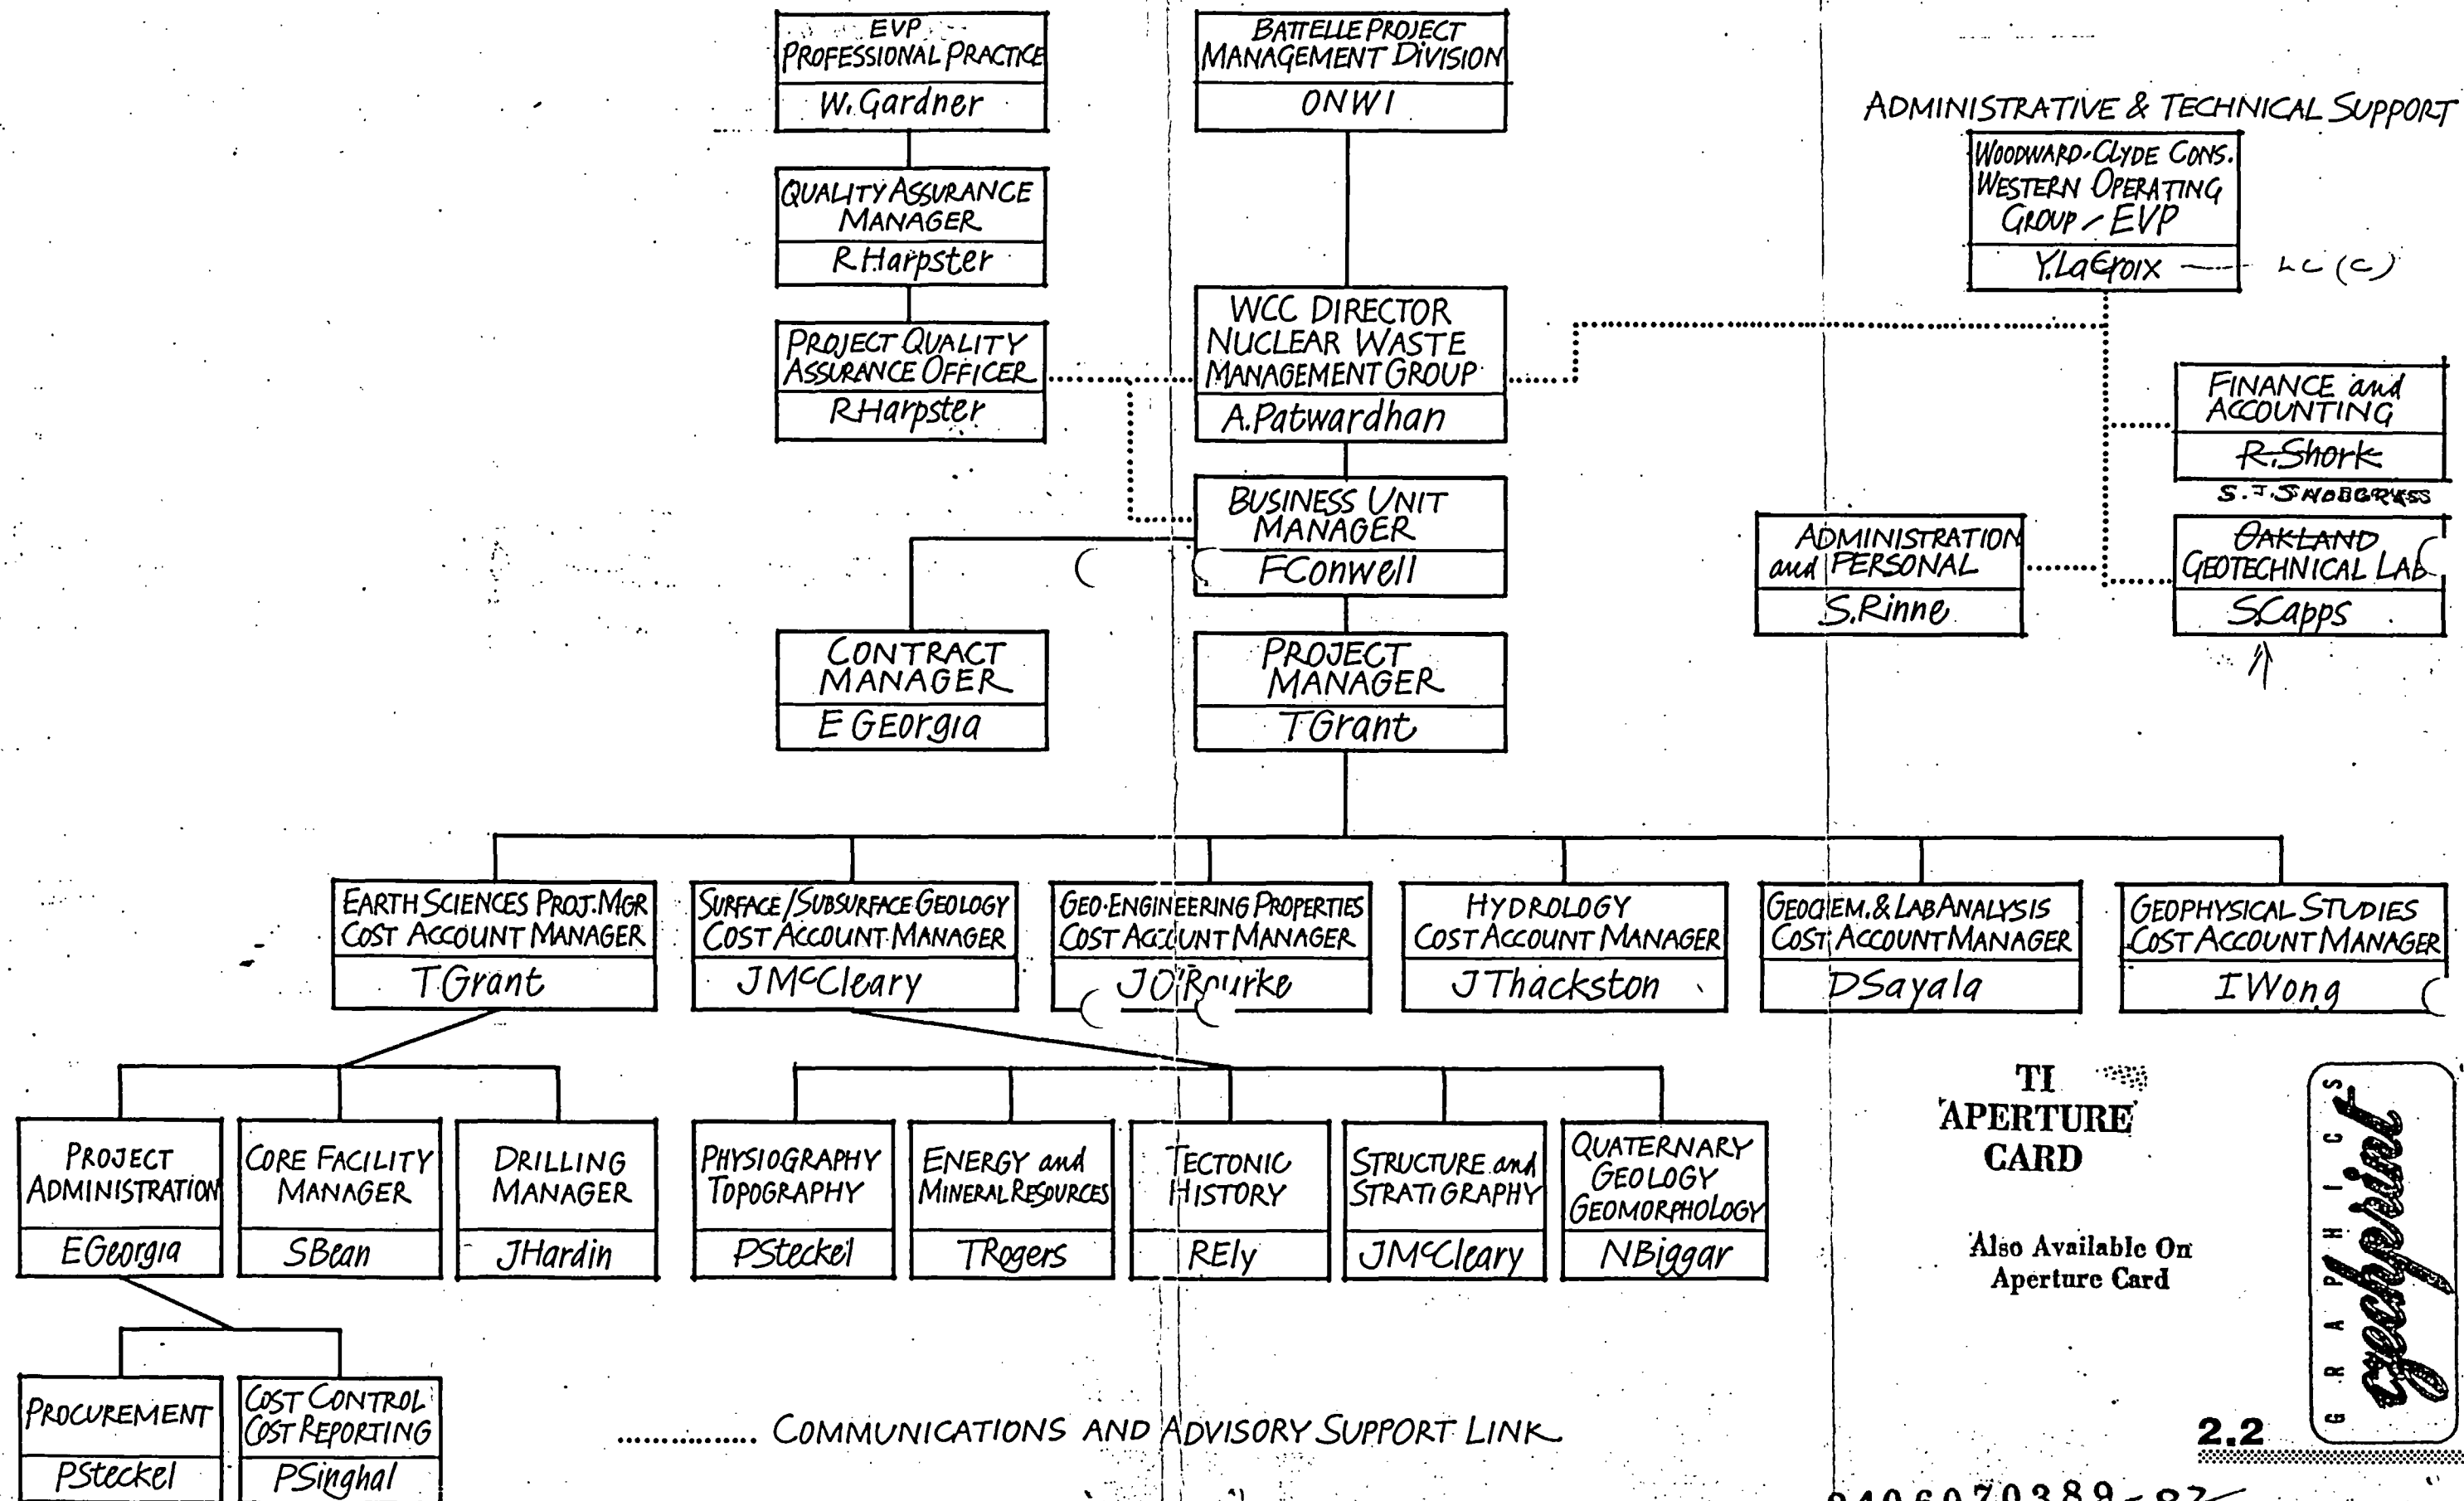 EVP
PROFESSIONAL PRACTICE
W. Gardner
BATTELLE PROJECT
MANAGEMENT DIVISION
ONWI
ADMINISTRATIVE & TECHNICAL SUPPORT
WOODWARD-CLYDE CONS.
WESTERN OPERATING
GROUP - EVP
Y. LaCroix
QUALITY ASSURANCE
MANAGER
R Harpster
PROJECT QUALITY
ASSURANCE OFFICER
R Harpster
WCC DIRECTOR
NUCLEAR WASTE
MANAGEMENT GROUP
A. Patwardhan
FINANCE and
ACCOUNTING
R. Shork
BUSINESS UNIT
MANAGER
F Conwell
ADMINISTRATION
and PERSONAL
S. Rinne
OAKLAND
GEOTECHNICAL LAB
S. Capps
CONTRACT
MANAGER
E GEorgia
PROJECT
MANAGER
T Grant
EARTH SCIENCES PROJ. MGR
COST ACCOUNT MANAGER
T Grant
SURFACE/SUBSURFACE GEOLOGY
COST ACCOUNT MANAGER
J McCleary
GEO-ENGINEERING PROPERTIES
COST ACCOUNT MANAGER
J O'Rourke
HYDROLOGY
COST ACCOUNT MANAGER
J Thackston
GEOCHEM. & LAB ANALYSIS
COST ACCOUNT MANAGER
D Sayala
GEOPHYSICAL STUDIES
COST ACCOUNT MANAGER
I Wong
PROJECT
ADMINISTRATION
E Georgia
CORE FACILITY
MANAGER
S Bean
DRILLING
MANAGER
J Hardin
PHYSIOGRAPHY
TOPOGRAPHY
P Steckel
ENERGY and
MINERAL RESOURCES
T Rogers
TECTONIC
HISTORY
R Ely
STRUCTURE and
STRATIGRAPHY
J McCleary
QUATERNARY
GEOLOGY
GEOMORPHOLOGY
N Biggar
TI
APERTURE
CARD
Also Available On
Aperture Card
GRAPHICS
techprint
PROCUREMENT
P Steckel
COST CONTROL
COST REPORTING
P Singhal
............... COMMUNICATIONS AND ADVISORY SUPPORT LINK
2.2